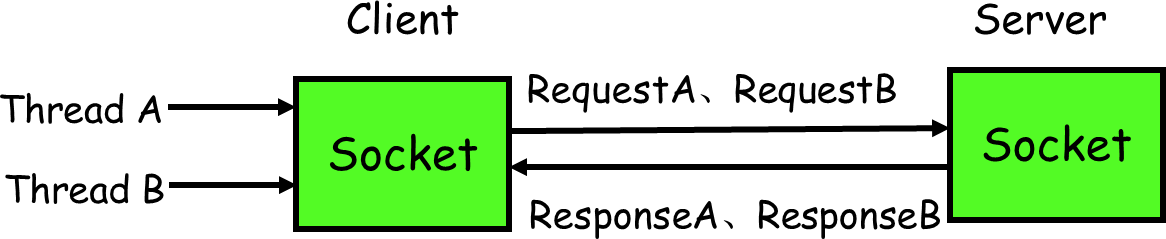 Client
Server
Thread A
RequestA、RequestB
Socket
Socket
Thread B
ResponseA、ResponseB